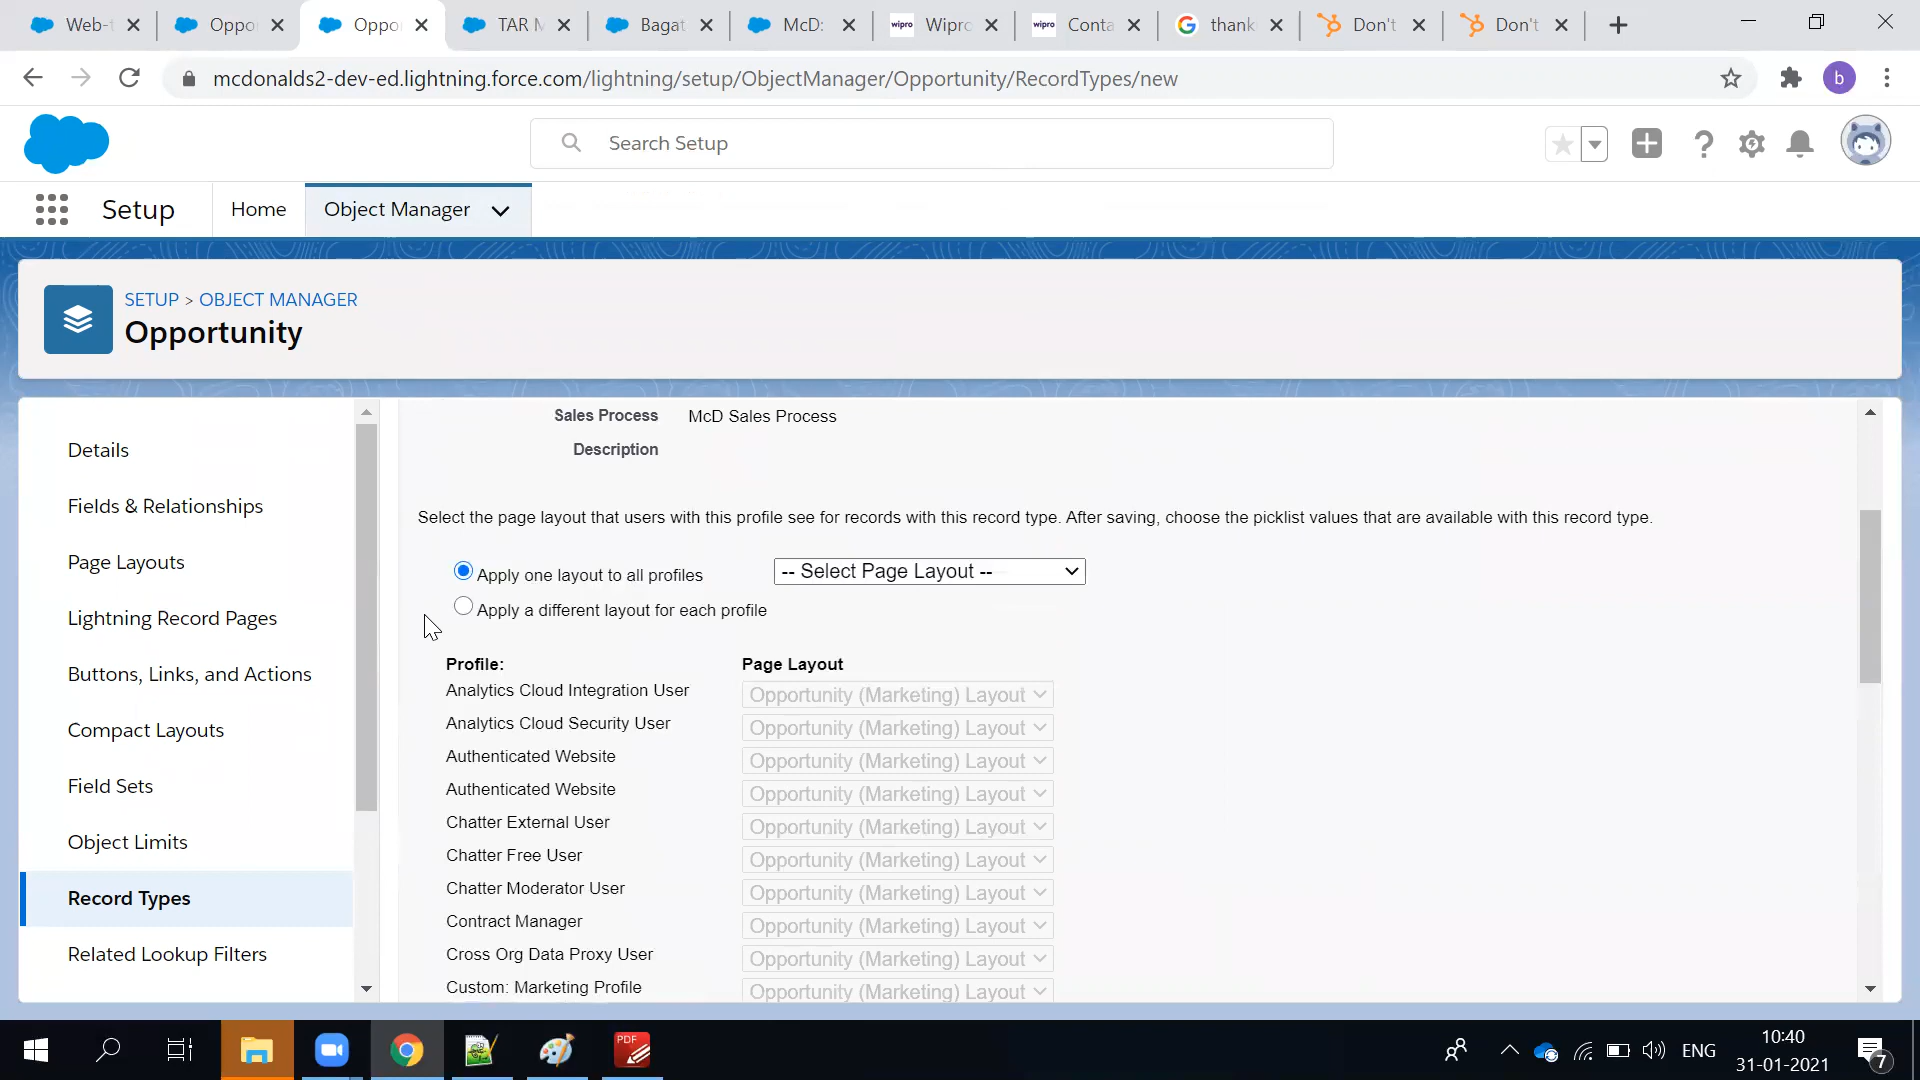 Web-t
Oppo
Oppo
TAR M
Bagat
McD:
wipro Wipro
wipro Conta
thank
Don't
Don't
mcdonalds2-dev-ed.lightning.force.com/lightning/setup/ObjectManager/Opportunity/RecordTypes/new
b
Search Setup
Setup
Home
Object Manager
SETUP > OBJECT MANAGER
Opportunity
Details
Fields & Relationships
Page Layouts
Lightning Record Pages
Buttons, Links, and Actions
Compact Layouts
Field Sets
Object Limits
Record Types
Related Lookup Filters
Sales Process McD Sales Process
Description
Select the page layout that users with this profile see for records with this record type. After saving, choose the picklist values that are available with this record type.
Apply one layout to all profiles -- Select Page Layout --
Apply a different layout for each profile
Profile: Page Layout
Analytics Cloud Integration User Opportunity (Marketing) Layout
Analytics Cloud Security User Opportunity (Marketing) Layout
Authenticated Website Opportunity (Marketing) Layout
Authenticated Website Opportunity (Marketing) Layout
Chatter External User Opportunity (Marketing) Layout
Chatter Free User Opportunity (Marketing) Layout
Chatter Moderator User Opportunity (Marketing) Layout
Contract Manager Opportunity (Marketing) Layout
Cross Org Data Proxy User Opportunity (Marketing) Layout
Custom: Marketing Profile Opportunity (Marketing) Layout
PDF
ENG
10:40
31-01-2021
7